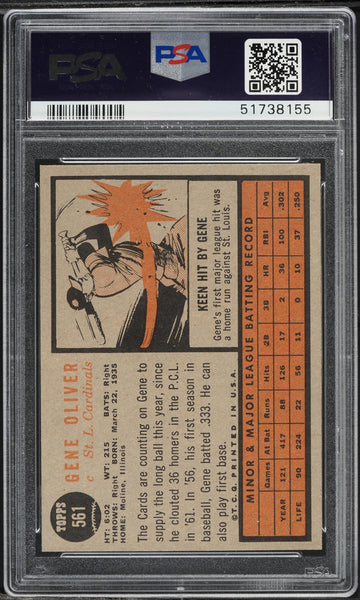 PSA
PSA
51738155
TOPPS
561
GENE OLIVER
c St. L. Cardinals
HT: 6:02 WT: 215 BATS: Right
THROWS: Right BORN: March 22, 1935
HOME: Moline, Illinois
The Cards are counting on Gene to
supply the long ball this year, since
he clouted 36 homers in the P.C.L.
in '61. In '56, his first season in
baseball Gene batted .333. He can
also play first base.
©T.C.G. PRINTED IN U.S.A.
KEEN HIT BY GENE
Gene's first major league hit was
a home run against St. Louis.
MINOR & MAJOR LEAGUE BATTING RECORD
Games At Bat Runs Hits 2B 3B HR RBI Avg
YEAR 121 417 88 126 17 2 36 100 .302
LIFE 90 224 22 56 11 0 10 37 .250
PSA